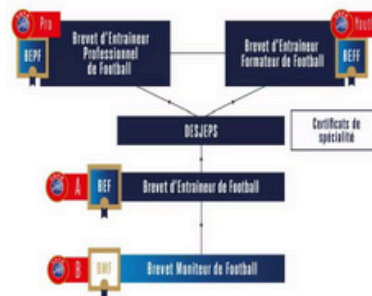 Pro
BEPF
Brevet d'Entraîneur
Professionnel
de Football
Brevet d'Entraîneur
Formateur de Football
Youth
BEFF
DESJEPS
Certificats de
spécialité
A
BEF
Brevet d'Entraîneur de Football
B
BMF
Brevet Moniteur de Football